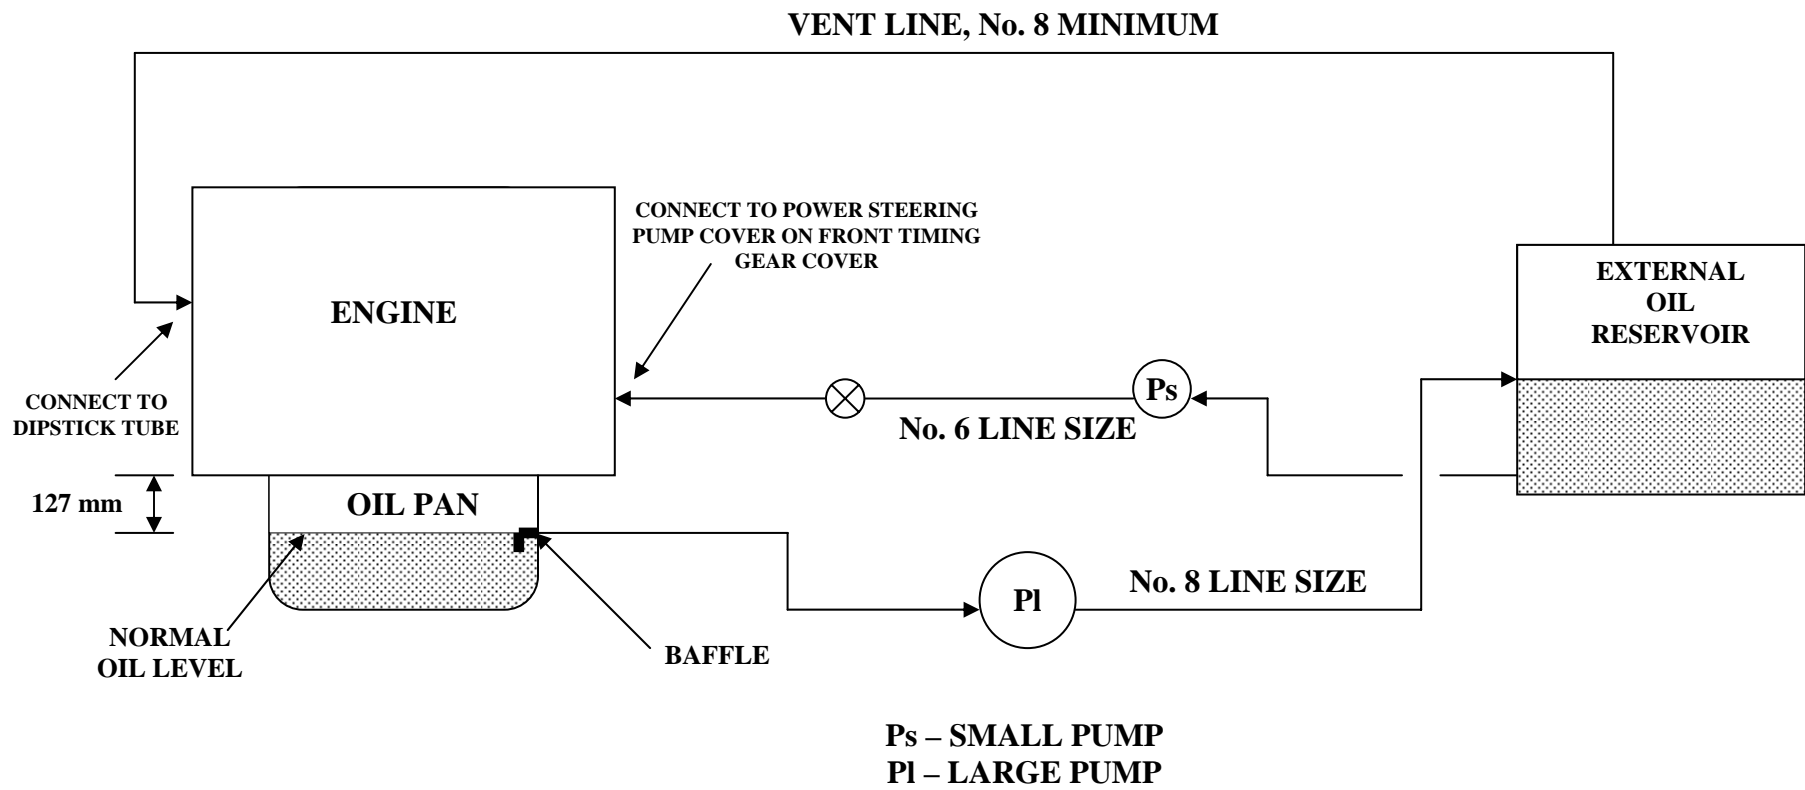 VENT LINE, No. 8 MINIMUM
CONNECT TO POWER STEERING
PUMP COVER ON FRONT TIMING
GEAR COVER
ENGINE
EXTERNAL
OIL
RESERVOIR
CONNECT TO
DIPSTICK TUBE
Ps
No. 6 LINE SIZE
127 mm
OIL PAN
Pl
No. 8 LINE SIZE
NORMAL
OIL LEVEL
BAFFLE
Ps – SMALL PUMP
Pl – LARGE PUMP